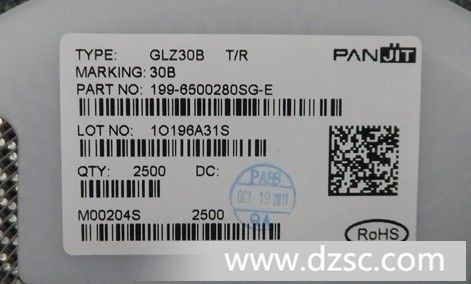 TYPE: GLZ30B T/R
PANJIT
MARKING: 30B
PART NO: 199-6500280SG-E
LOT NO: 1O196A31S
QTY: 2500 DC:
PASS
OCT 19 2011
QA
M00204S 2500
RoHS
www.dzsc.com